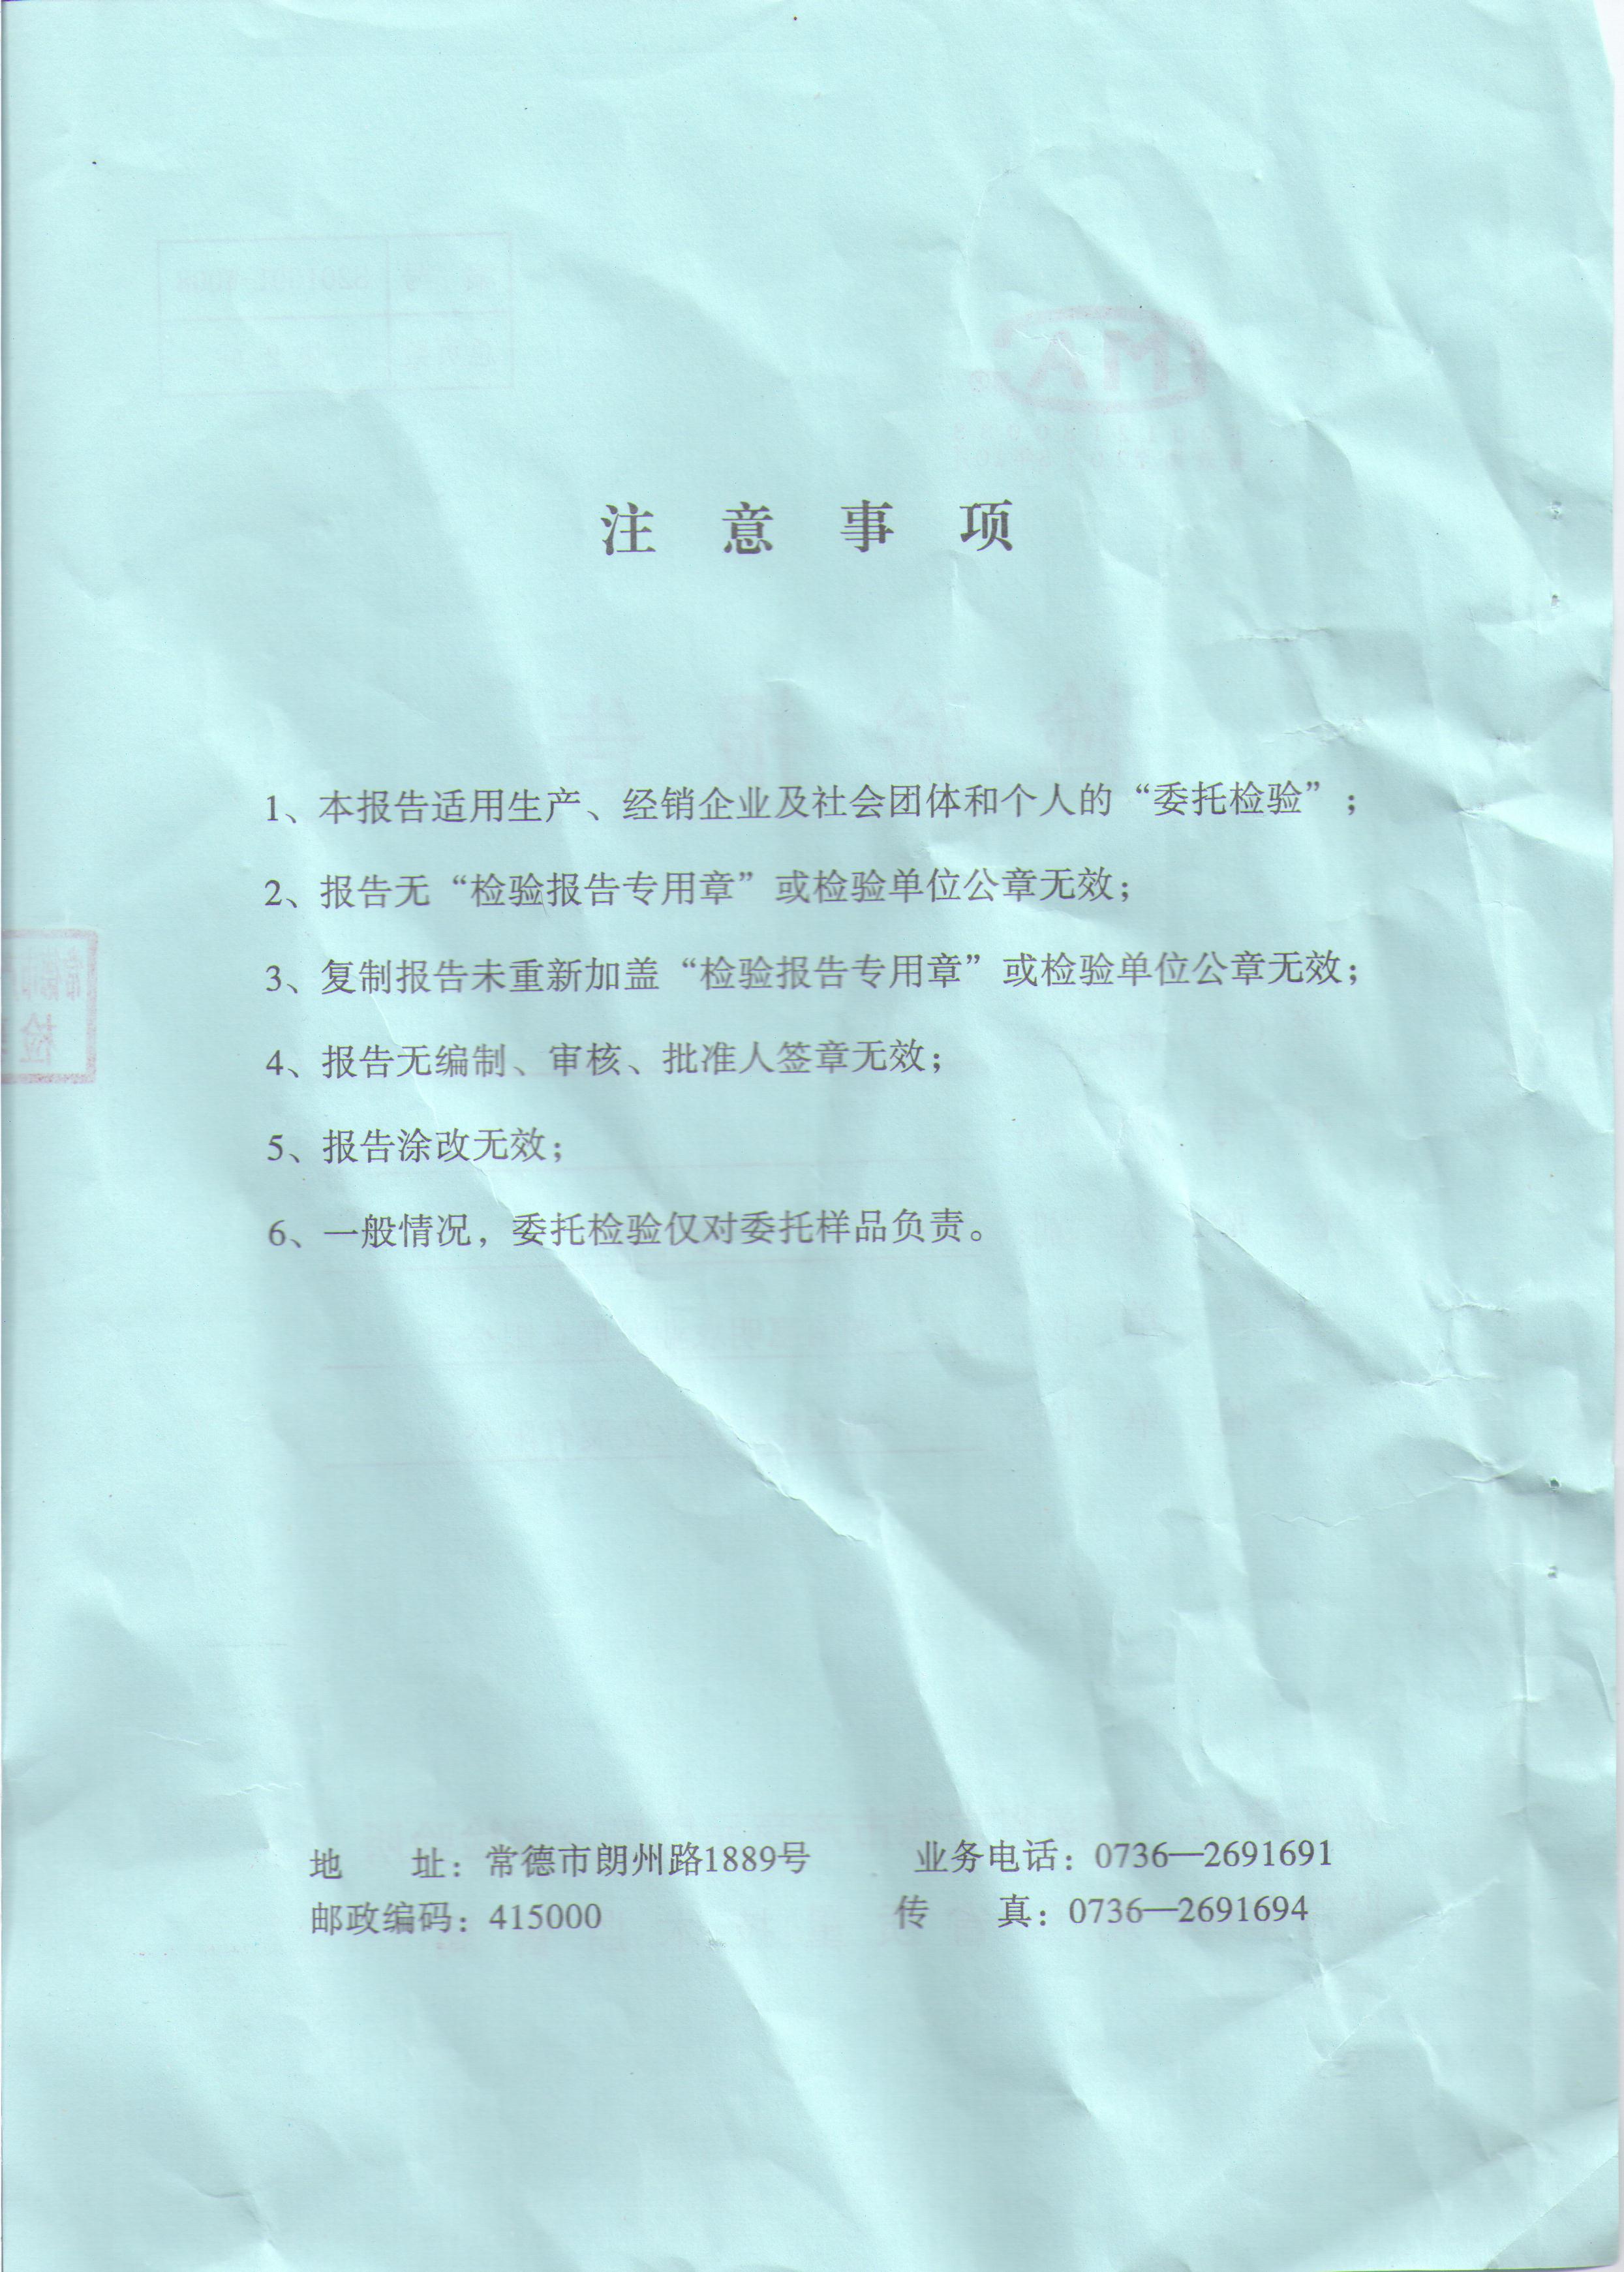 注 意 事 项
1、本报告适用生产、经销企业及社会团体和个人的“委托检验”；
2、报告无“检验报告专用章”或检验单位公章无效；
3、复制报告未重新加盖“检验报告专用章”或检验单位公章无效；
4、报告无编制、审核、批准人签章无效；
5、报告涂改无效；
6、一般情况，委托检验仅对委托样品负责。
地 址：常德市朗州路1889号 业务电话：0736—2691691
邮政编码：415000 传 真：0736—2691694